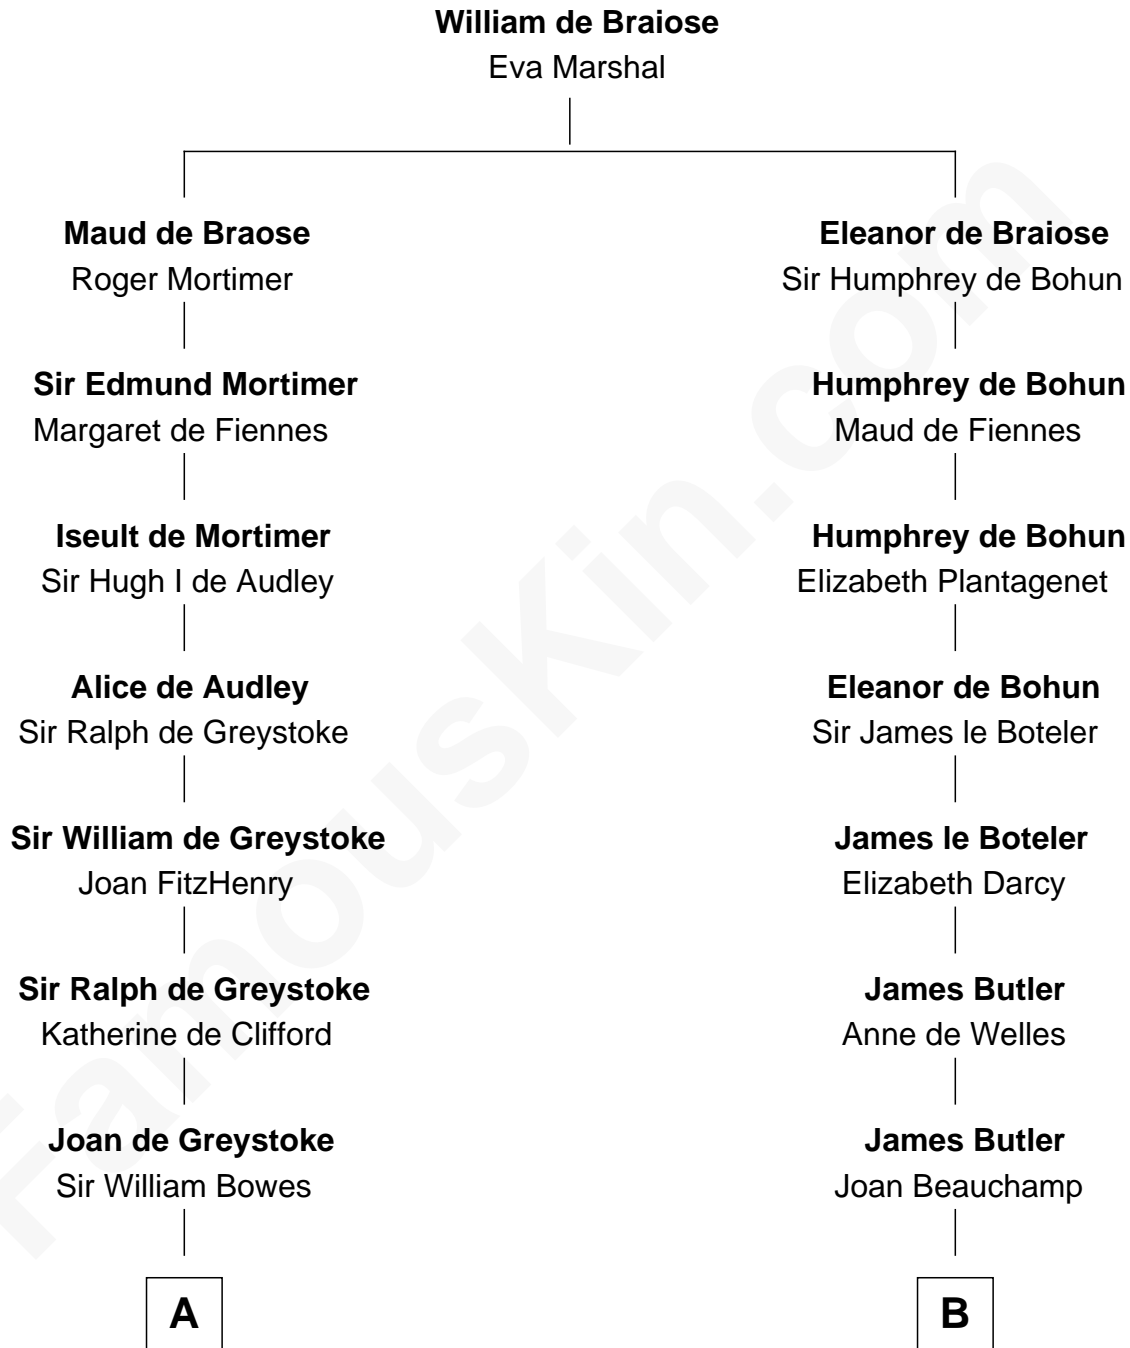 William de Braiose
Eva Marshal
Maud de Braose
Roger Mortimer
Sir Edmund Mortimer
Margaret de Fiennes
Iseult de Mortimer
Sir Hugh I de Audley
Alice de Audley
Sir Ralph de Greystoke
Sir William de Greystoke
Joan FitzHenry
Sir Ralph de Greystoke
Katherine de Clifford
Joan de Greystoke
Sir William Bowes
A
Eleanor de Braiose
Sir Humphrey de Bohun
Humphrey de Bohun
Maud de Fiennes
Humphrey de Bohun
Elizabeth Plantagenet
Eleanor de Bohun
Sir James le Boteler
James le Boteler
Elizabeth Darcy
James Butler
Anne de Welles
James Butler
Joan Beauchamp
B
FamousKin.com